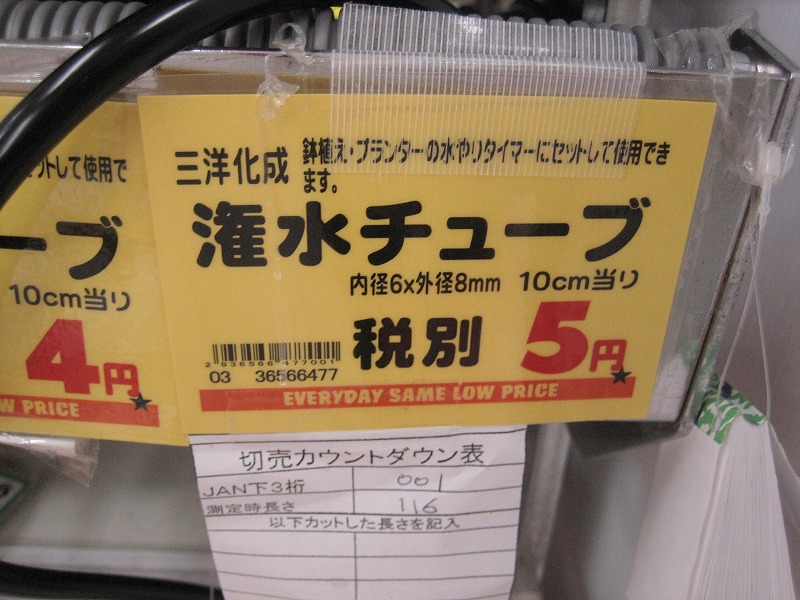 セットして使用で
ーブ
10cm当り
4円
W PRICE
三洋化成
鉢植え・プランターの水やりタイマーにセットして使用でき
ます。
潅水チューブ
内径6x外径8mm 10cm当り
税別 5円
2 936566 477001
03 36566477
EVERYDAY SAME LOW PRICE
切売カウントダウン表
JAN下3桁 001
測定時長さ 116
以下カットした長さを記入